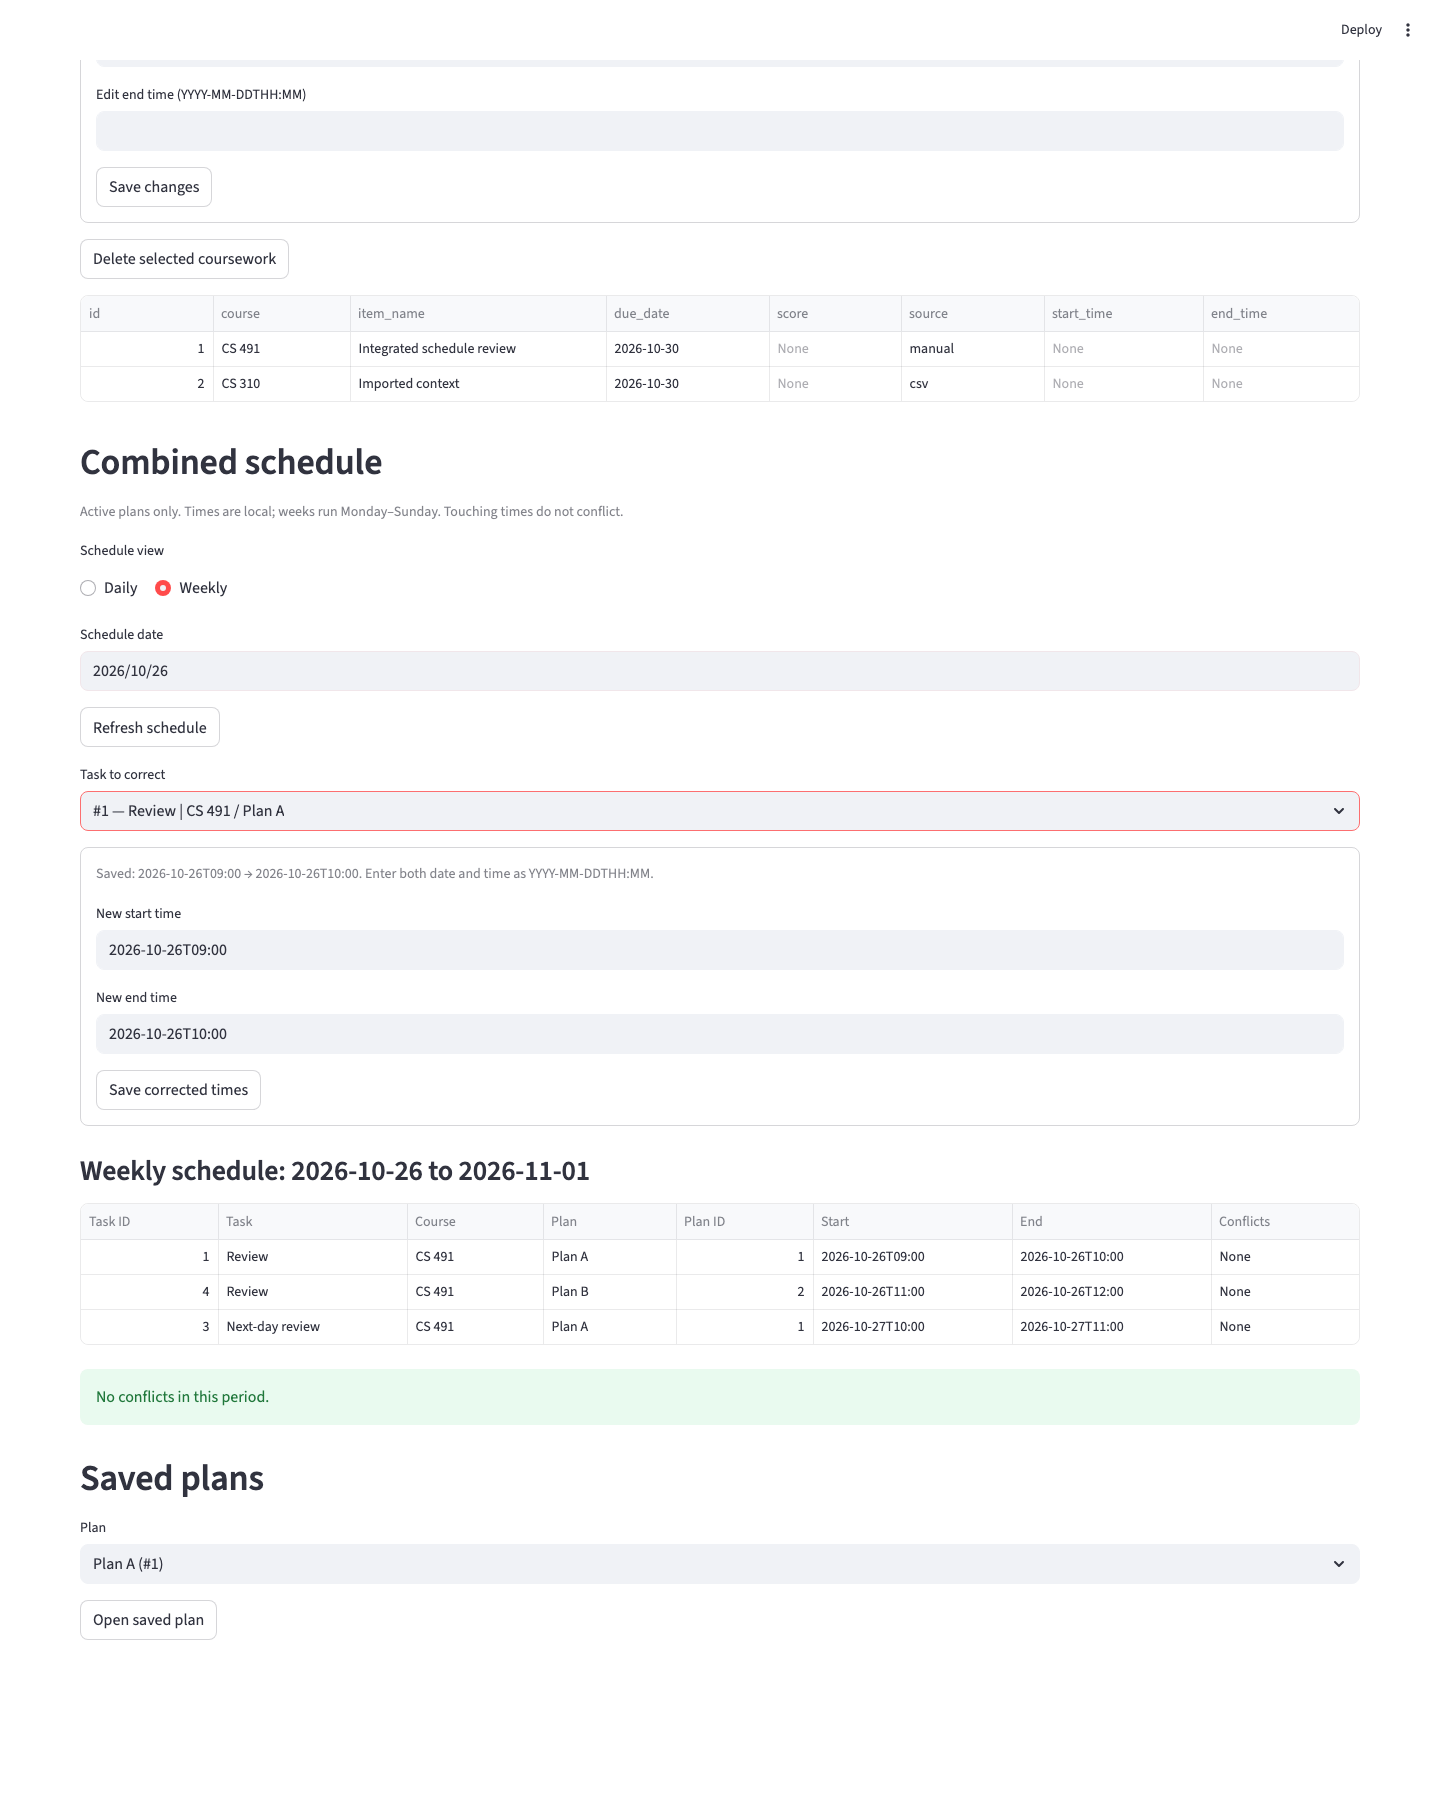 Deploy
Edit end time (YYYY-MM-DDTHH:MM)
Save changes
Delete selected coursework
id course item_name due_date score source start_time end_time
1 CS 491 Integrated schedule review 2026-10-30 None manual None None
2 CS 310 Imported context 2026-10-30 None csv None None
Combined schedule
Active plans only. Times are local; weeks run Monday–Sunday. Touching times do not conflict.
Schedule view
Daily Weekly
Schedule date
2026/10/26
Refresh schedule
Task to correct
#1 — Review | CS 491 / Plan A
Saved: 2026-10-26T09:00 → 2026-10-26T10:00. Enter both date and time as YYYY-MM-DDTHH:MM.
New start time
2026-10-26T09:00
New end time
2026-10-26T10:00
Save corrected times
Weekly schedule: 2026-10-26 to 2026-11-01
Task ID Task Course Plan Plan ID Start End Conflicts
1 Review CS 491 Plan A 1 2026-10-26T09:00 2026-10-26T10:00 None
4 Review CS 491 Plan B 2 2026-10-26T11:00 2026-10-26T12:00 None
3 Next-day review CS 491 Plan A 1 2026-10-27T10:00 2026-10-27T11:00 None
No conflicts in this period.
Saved plans
Plan
Plan A (#1)
Open saved plan